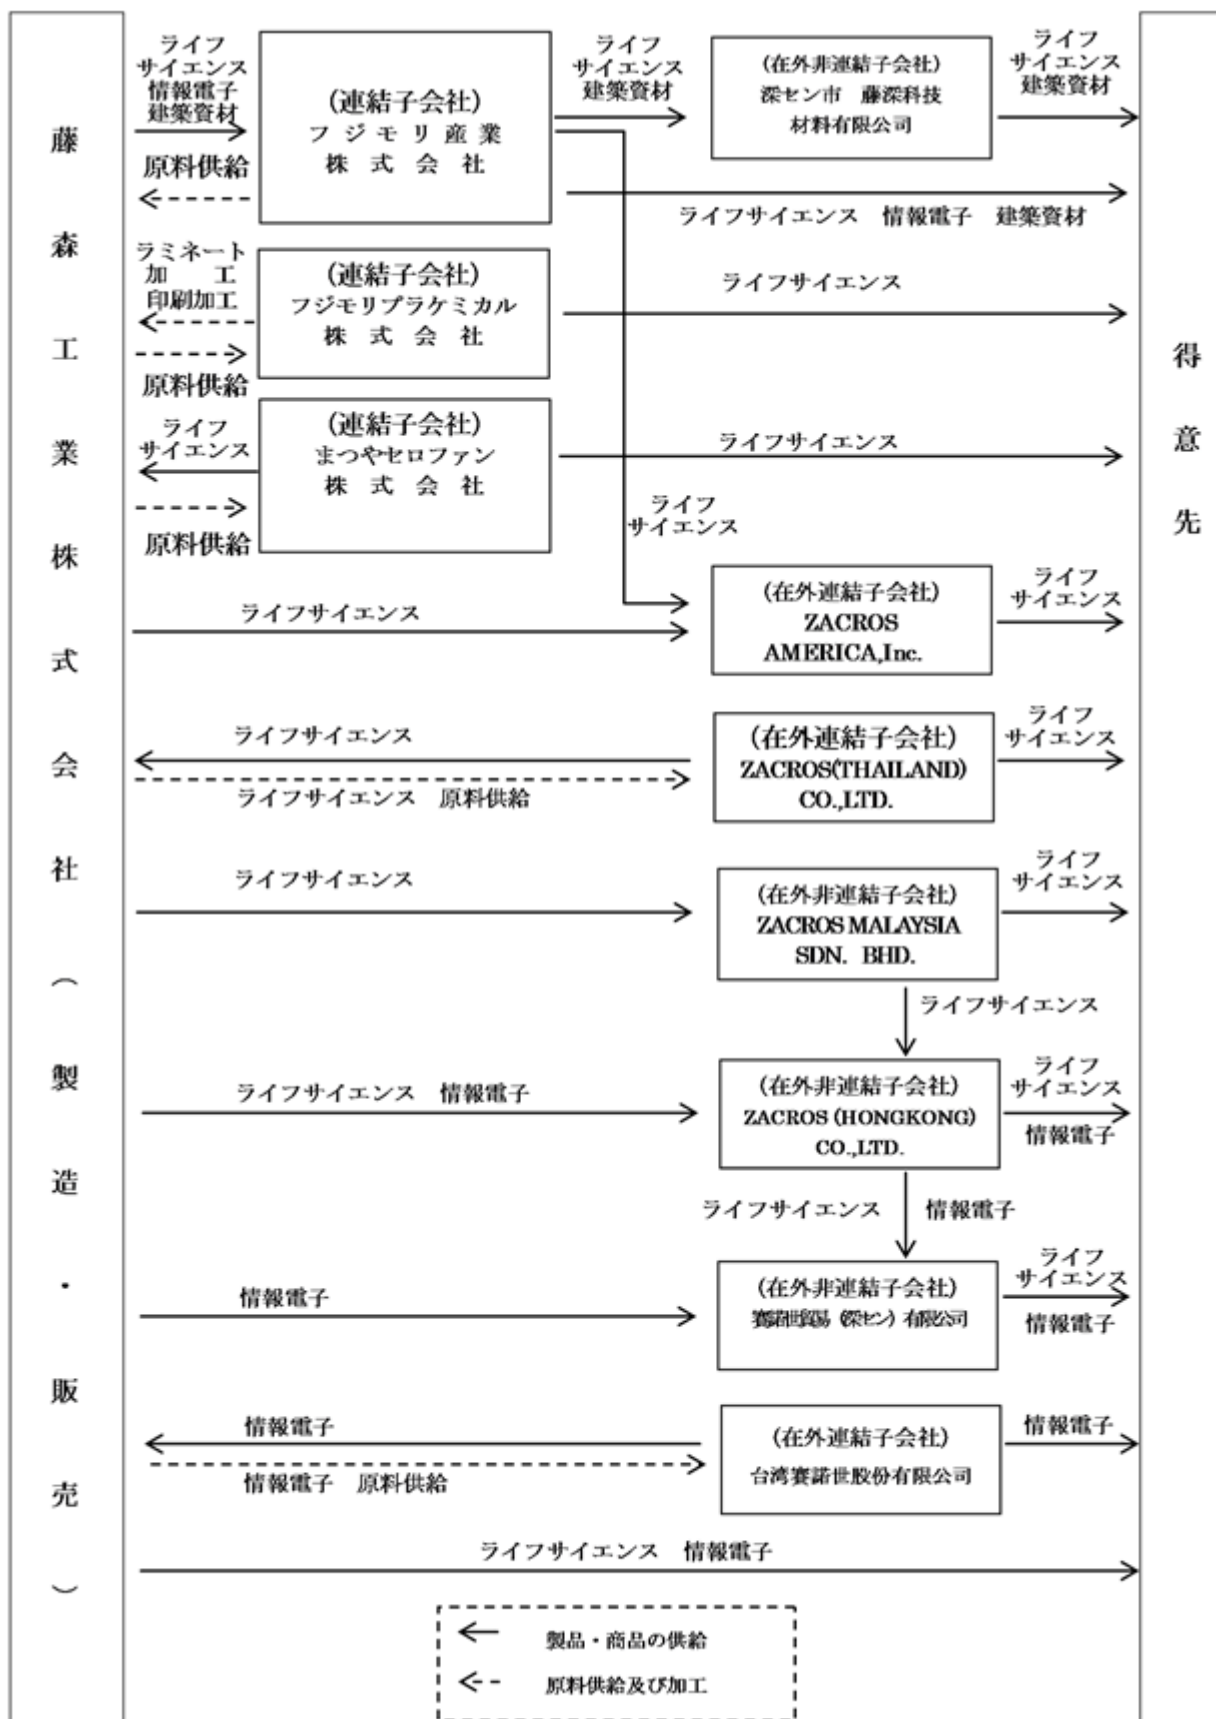 藤森工業株式会社（製造・販売）
ライフ
サイエンス
情報電子
建築資材
原料供給
(連結子会社)
フジモリ産業
株式会社
ライフ
サイエンス
建築資材
(在外非連結子会社)
深セン市　藤深科技
材料有限公司
ライフ
サイエンス
建築資材
ライフサイエンス　情報電子　建築資材
ラミネート
加　　工
印刷加工
原料供給
(連結子会社)
フジモリプラケミカル
株式会社
ライフサイエンス
ライフ
サイエンス
原料供給
(連結子会社)
まつやセロファン
株式会社
ライフサイエンス
ライフ
サイエンス
ライフサイエンス
(在外連結子会社)
ZACROS
AMERICA,Inc.
ライフ
サイエンス
ライフサイエンス
ライフサイエンス　原料供給
(在外連結子会社)
ZACROS(THAILAND)
CO.,LTD.
ライフ
サイエンス
ライフサイエンス
(在外非連結子会社)
ZACROS MALAYSIA
SDN. BHD.
ライフ
サイエンス
ライフサイエンス
ライフサイエンス　情報電子
(在外非連結子会社)
ZACROS (HONGKONG)
CO.,LTD.
ライフ
サイエンス
情報電子
ライフサイエンス　情報電子
情報電子
(在外非連結子会社)
賽諾世貿易（深セン）有限公司
ライフ
サイエンス
情報電子
情報電子
情報電子　原料供給
(在外連結子会社)
台湾賽諾世股份有限公司
情報電子
ライフサイエンス　情報電子
得意先
製品・商品の供給
原料供給及び加工